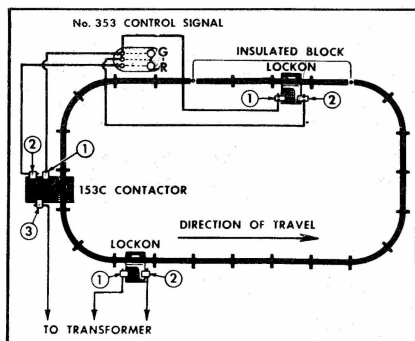 No. 353 CONTROL SIGNAL
G
R
INSULATED BLOCK
LOCKON
1 2
2 1
153C CONTACTOR
3
DIRECTION OF TRAVEL
LOCKON
1 2
TO TRANSFORMER